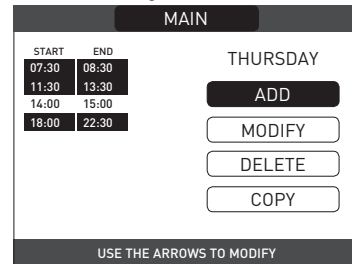 MAIN
START END
07:30 08:30
11:30 13:30
14:00 15:00
18:00 22:30
THURSDAY
ADD
MODIFY
DELETE
COPY
USE THE ARROWS TO MODIFY